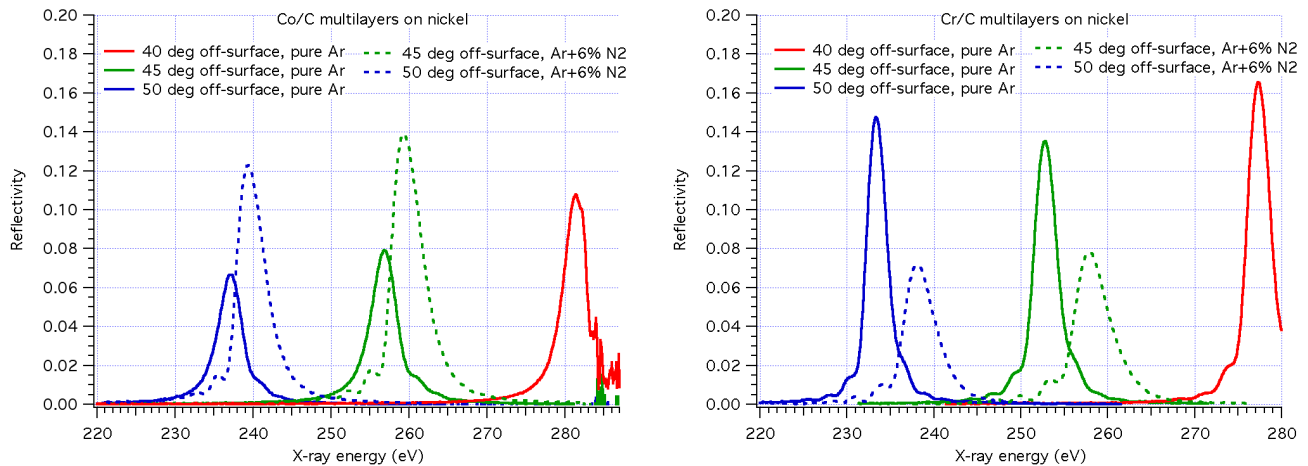 Co/C multilayers on nickel
40 deg off-surface, pure Ar
45 deg off-surface, pure Ar
50 deg off-surface, pure Ar
45 deg off-surface, Ar+6% N2
50 deg off-surface, Ar+6% N2
Reflectivity
0.20
0.18
0.16
0.14
0.12
0.10
0.08
0.06
0.04
0.02
0.00
220 230 240 250 260 270 280
X-ray energy (eV)
Cr/C multilayers on nickel
40 deg off-surface, pure Ar
45 deg off-surface, pure Ar
50 deg off-surface, pure Ar
45 deg off-surface, Ar+6% N2
50 deg off-surface, Ar+6% N2
Reflectivity
0.20
0.18
0.16
0.14
0.12
0.10
0.08
0.06
0.04
0.02
0.00
220 230 240 250 260 270 280
X-ray energy (eV)